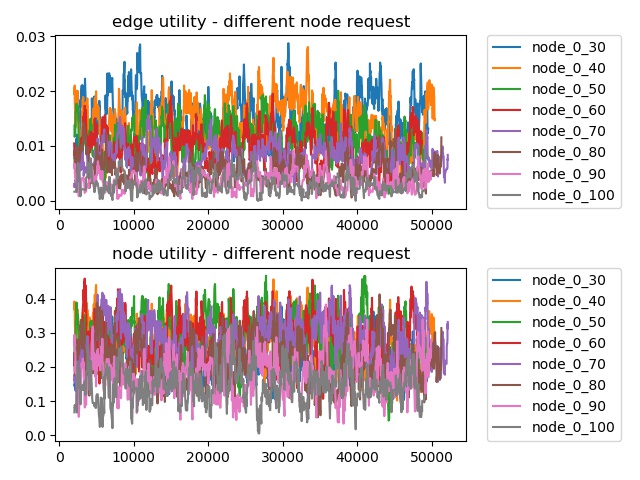 edge utility - different node request
0.03
0.02
0.01
0.00
0 10000 20000 30000 40000 50000
node_0_30
node_0_40
node_0_50
node_0_60
node_0_70
node_0_80
node_0_90
node_0_100
node utility - different node request
0.4
0.3
0.2
0.1
0.0
0 10000 20000 30000 40000 50000
node_0_30
node_0_40
node_0_50
node_0_60
node_0_70
node_0_80
node_0_90
node_0_100